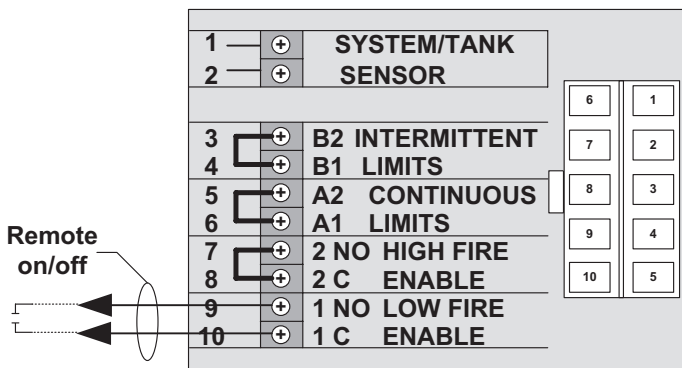 1 SYSTEM/TANK
2 SENSOR
3 B2 INTERMITTENT
4 B1 LIMITS
5 A2 CONTINUOUS
6 A1 LIMITS
7 2 NO HIGH FIRE
8 2 C ENABLE
9 1 NO LOW FIRE
10 1 C ENABLE
Remote
on/off
6 1
7 2
8 3
9 4
10 5